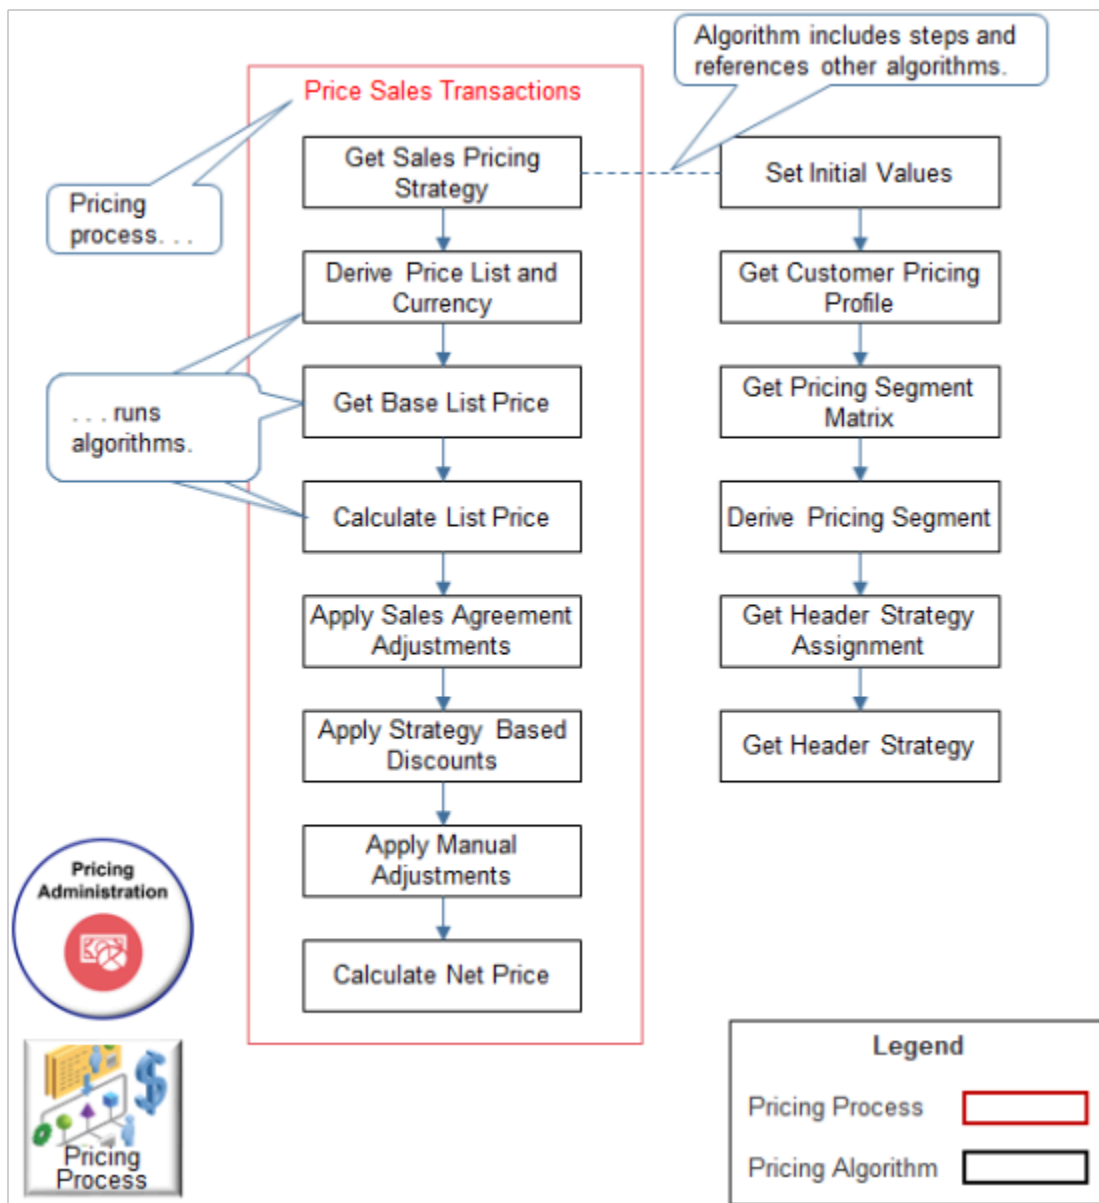 Algorithm includes steps and
references other algorithms.
Price Sales Transactions
Pricing
process. . .
Get Sales Pricing
Strategy
Derive Price List and
Currency
. . . runs
algorithms.
Get Base List Price
Calculate List Price
Apply Sales Agreement
Adjustments
Apply Strategy Based
Discounts
Apply Manual
Adjustments
Calculate Net Price
Set Initial Values
Get Customer Pricing
Profile
Get Pricing Segment
Matrix
Derive Pricing Segment
Get Header Strategy
Assignment
Get Header Strategy
Pricing
Administration
Pricing
Process
Legend
Pricing Process
Pricing Algorithm